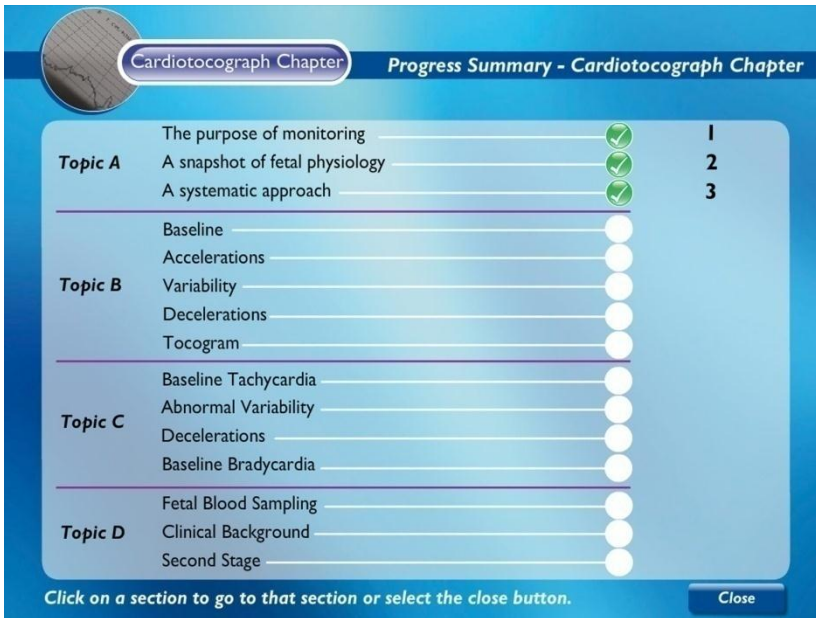 Cardiotocograph Chapter
Progress Summary - Cardiotocograph Chapter
The purpose of monitoring 1
Topic A A snapshot of fetal physiology 2
A systematic approach 3
Baseline
Accelerations
Topic B Variability
Decelerations
Tocogram
Baseline Tachycardia
Abnormal Variability
Topic C
Decelerations
Baseline Bradycardia
Fetal Blood Sampling
Topic D Clinical Background
Second Stage
Click on a section to go to that section or select the close button.
Close